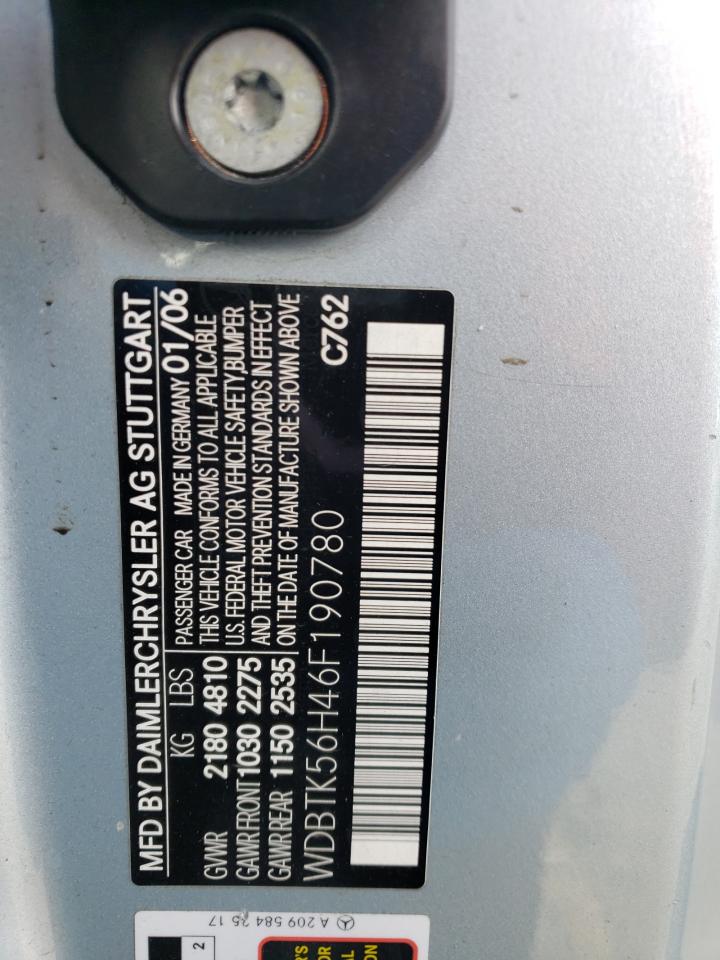 MFD BY DAIMLERCHRYSLER AG STUTTGART
KG LBS PASSENGER CAR MADE IN GERMANY 01/06
GVWR 2180 4810 THIS VEHICLE CONFORMS TO ALL APPLICABLE
U.S. FEDERAL MOTOR VEHICLE SAFETY,BUMPER
GAWR FRONT 1030 2275 AND THEFT PREVENTION STANDARDS IN EFFECT
GAWR REAR 1150 2535 ON THE DATE OF MANUFACTURE SHOWN ABOVE
WDBTK56H46F190780 C762
A 209 584 35 17
2